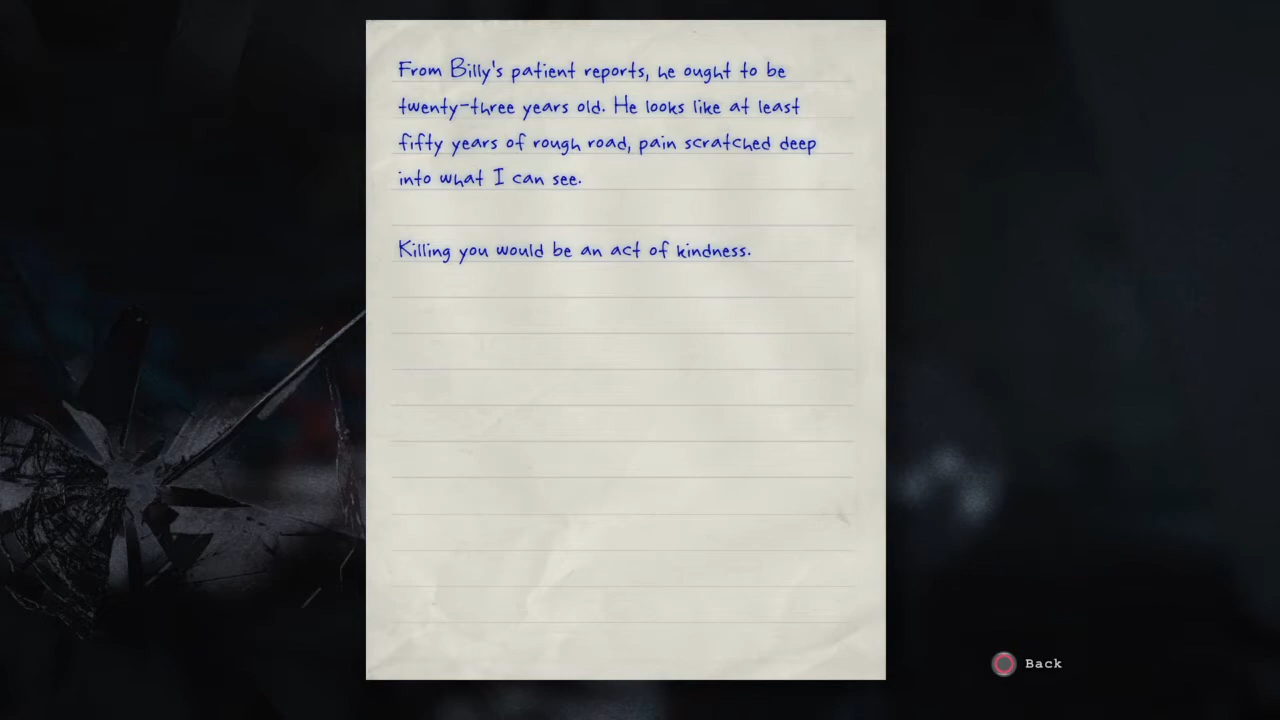 From Billy's patient reports, he ought to be
twenty-three years old. He looks like at least
fifty years of rough road, pain scratched deep
into what I can see.
Killing you would be an act of kindness.
Back